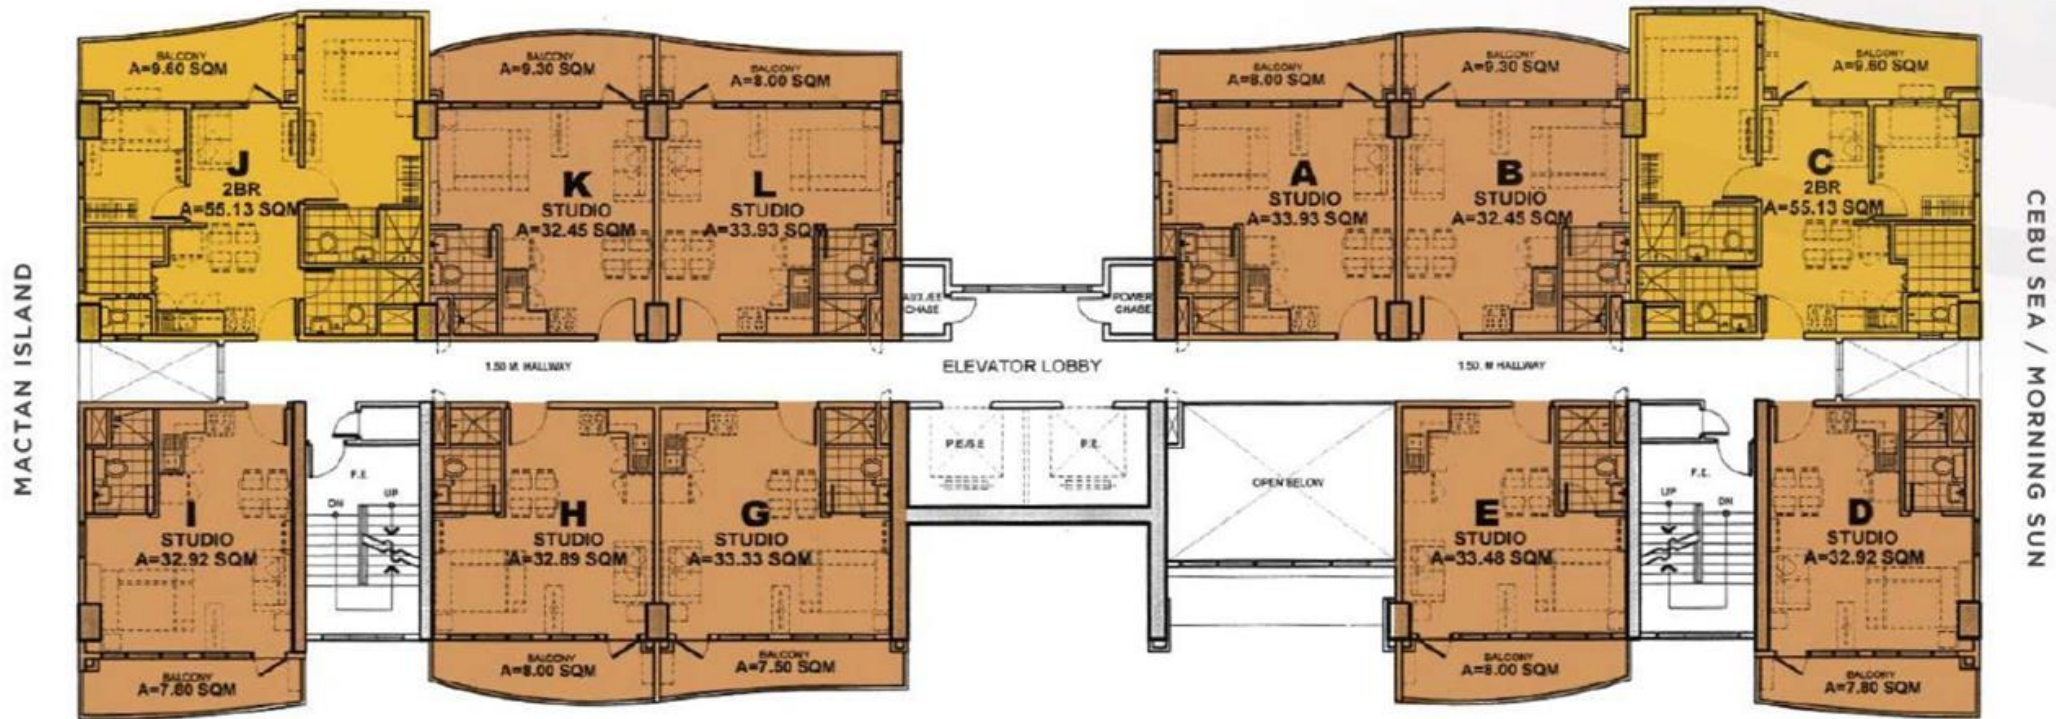 BALCONY
A=9.60 SQM
BALCONY
A=9.30 SQM
BALCONY
A=8.00 SQM
BALCONY
A=8.00 SQM
BALCONY
A=9.30 SQM
BALCONY
A=9.60 SQM
J
2BR
A=55.13 SQM
K
STUDIO
A=32.45 SQM
L
STUDIO
A=33.93 SQM
A
STUDIO
A=33.93 SQM
B
STUDIO
A=32.45 SQM
C
2BR
A=55.13 SQM
CHASE
POWER
CHASE
MACTAN ISLAND
CEBU SEA / MORNING SUN
1.50 M. HALLWAY
ELEVATOR LOBBY
1.50. M HALLWAY
P.E./S.E
P.E.
OPEN BELOW
F.E.
DN
UP
F.E.
UP
DN
I
STUDIO
A=32.92 SQM
H
STUDIO
A=32.89 SQM
G
STUDIO
A=33.33 SQM
E
STUDIO
A=33.48 SQM
D
STUDIO
A=32.92 SQM
BALCONY
A=7.80 SQM
BALCONY
A=8.00 SQM
BALCONY
A=7.50 SQM
BALCONY
A=8.00 SQM
BALCONY
A=7.80 SQM